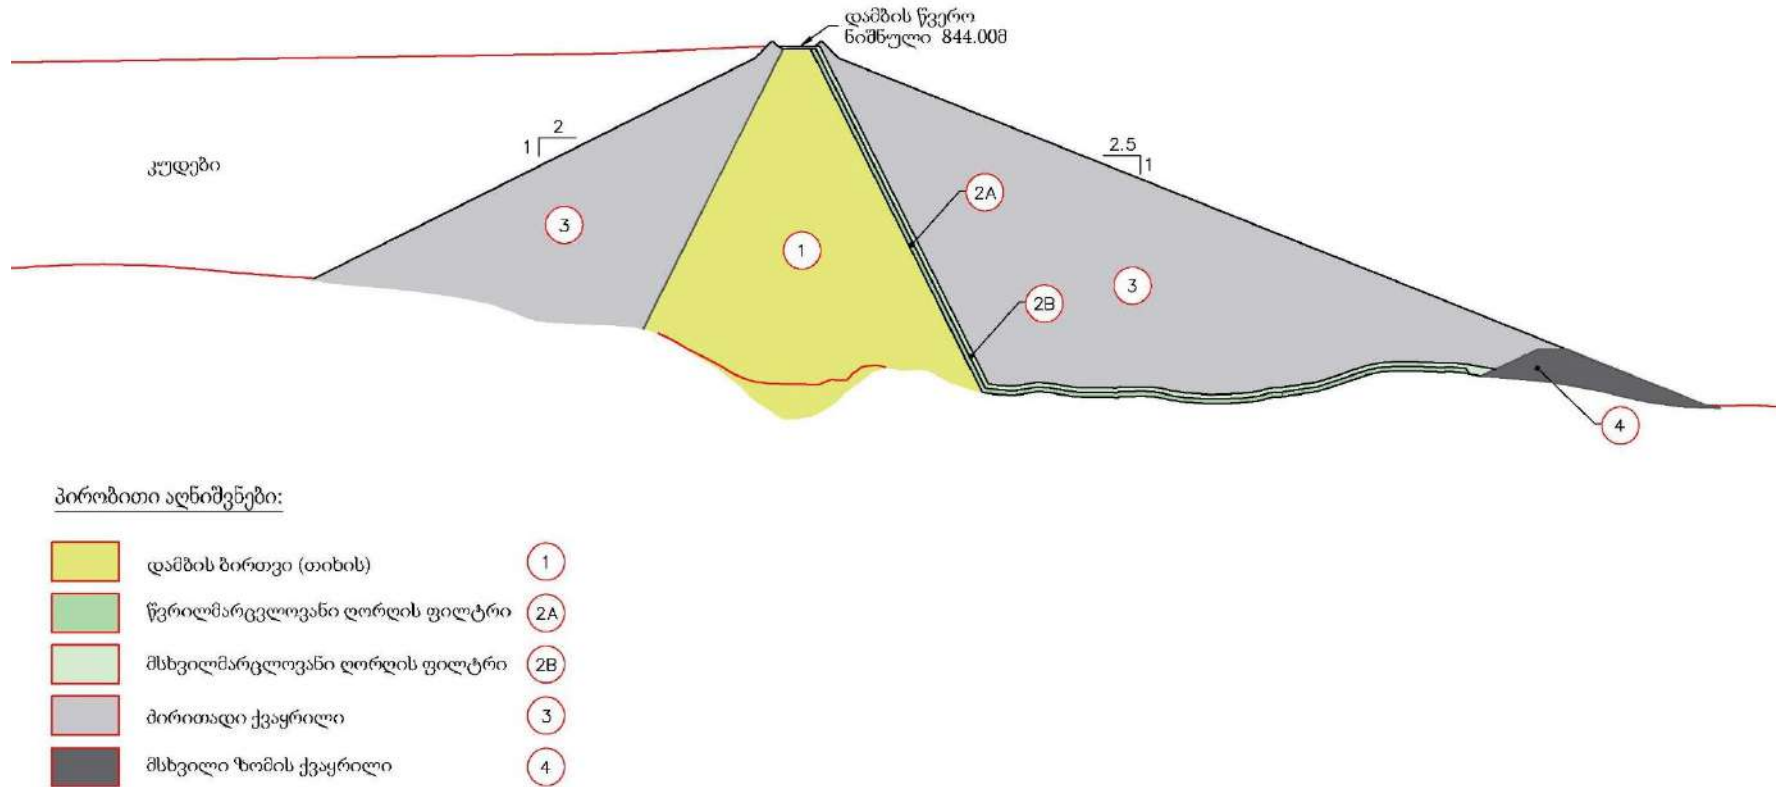 დამბის წვერო
ნიშნული 844.00მ
2
1
2.5
1
კუდები
2A
3
1
3
2B
4
პირობითი აღნიშვნები:
დამბის ბირთვი (თიხის) 1
წვრილმარცვლოვანი ღორღის ფილტრი 2A
მსხვილმარცლოვანი ღორღის ფილტრი 2B
ძირითადი ქვაყრილი 3
მსხვილი ზომის ქვაყრილი 4